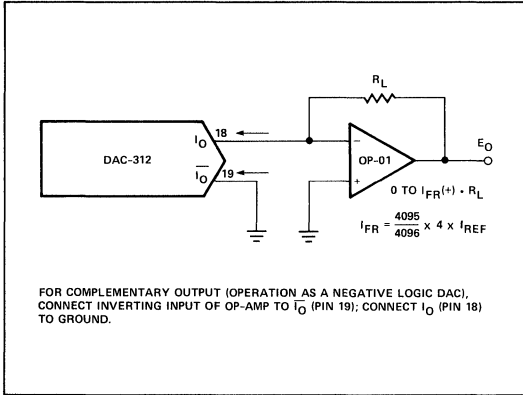 R_L
I_O 18
DAC-312
I̅_O̅ 19
−
OP-01
+
E_O
0 TO I_FR(+) • R_L
I_FR = 4095/4096 x 4 x I_REF
FOR COMPLEMENTARY OUTPUT (OPERATION AS A NEGATIVE LOGIC DAC),
CONNECT INVERTING INPUT OF OP-AMP TO I̅_O̅ (PIN 19); CONNECT I_O (PIN 18)
TO GROUND.